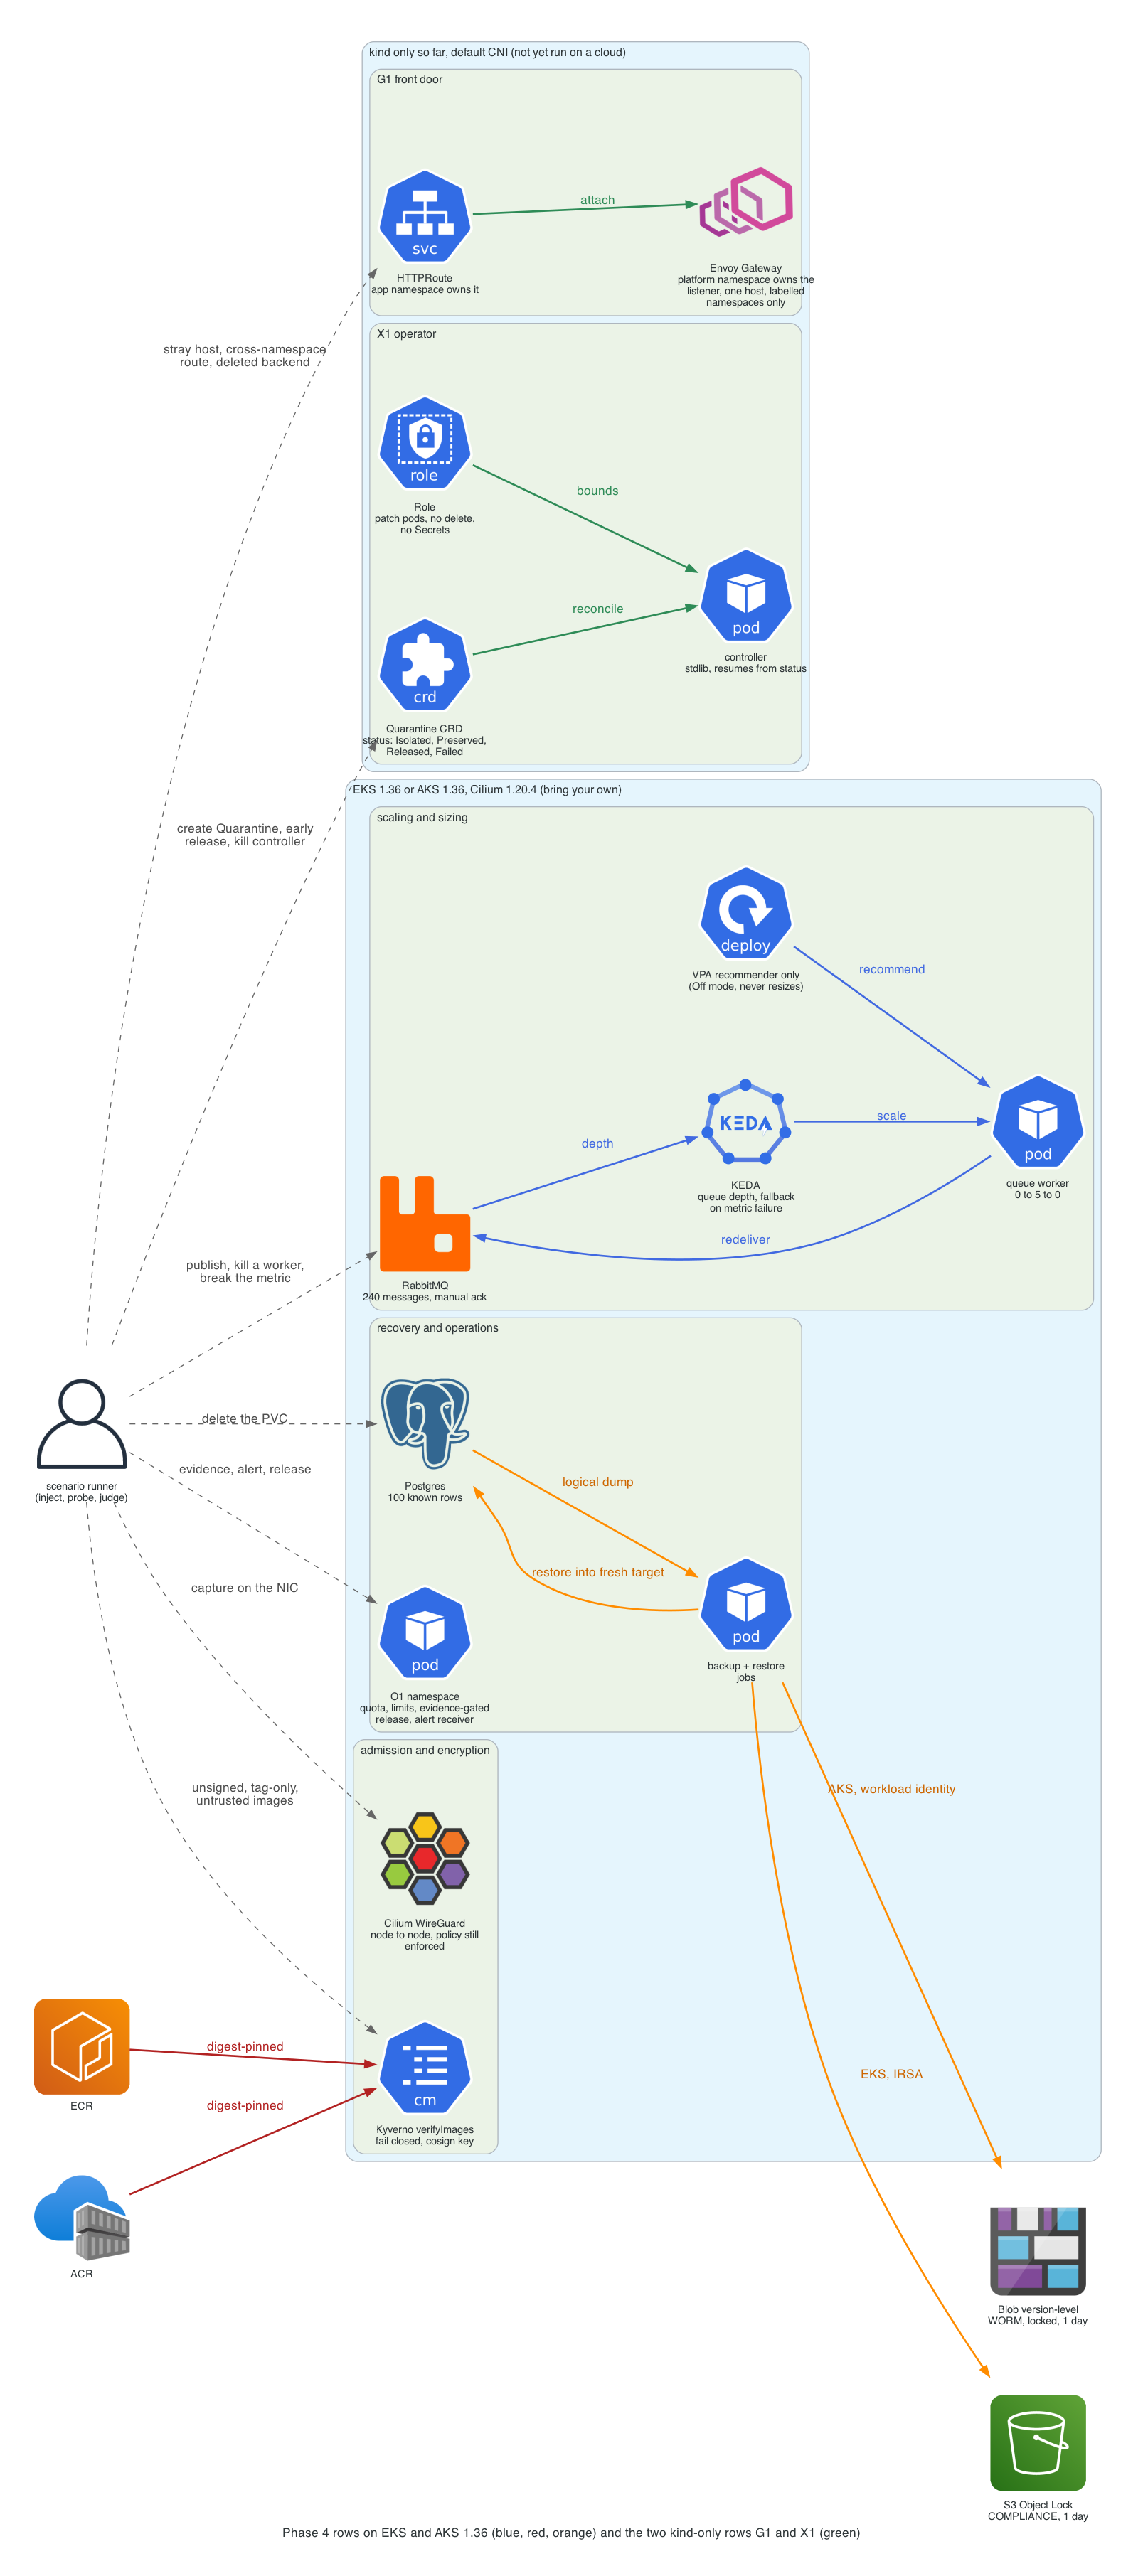 kind only so far, default CNI (not yet run on a cloud)
G1 front door
attach
svc
HTTPRoute
app namespace owns it
Envoy Gateway
platform namespace owns the
listener, one host, labelled
namespaces only
stray host, cross-namespace
route, deleted backend
X1 operator
role
Role
patch pods, no delete,
no Secrets
bounds
reconcile
pod
controller
stdlib, resumes from status
crd
Quarantine CRD
status: Isolated, Preserved,
Released, Failed
EKS 1.36 or AKS 1.36, Cilium 1.20.4 (bring your own)
create Quarantine, early
release, kill controller
scaling and sizing
deploy
VPA recommender only
(Off mode, never resizes)
recommend
KEDA
scale
depth
pod
KEDA
queue depth, fallback
on metric failure
queue worker
0 to 5 to 0
redeliver
publish, kill a worker,
break the metric
RabbitMQ
240 messages, manual ack
recovery and operations
delete the PVC
evidence, alert, release
scenario runner
(inject, probe, judge)
Postgres
100 known rows
logical dump
restore into fresh target
capture on the NIC
pod
O1 namespace
quota, limits, evidence-gated
release, alert receiver
pod
backup + restore
jobs
admission and encryption
unsigned, tag-only,
untrusted images
AKS, workload identity
Cilium WireGuard
node to node, policy still
enforced
digest-pinned
ECR
digest-pinned
cm
Kyverno verifyImages
fail closed, cosign key
EKS, IRSA
ACR
Blob version-level
WORM, locked, 1 day
S3 Object Lock
COMPLIANCE, 1 day
Phase 4 rows on EKS and AKS 1.36 (blue, red, orange) and the two kind-only rows G1 and X1 (green)